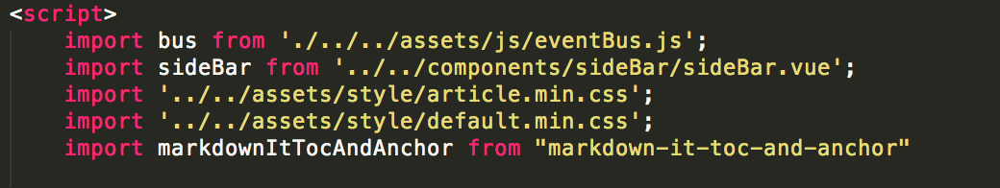 <script>
import bus from './../../assets/js/eventBus.js';
import sideBar from '../../components/sideBar/sideBar.vue';
import '../../assets/style/article.min.css';
import '../../assets/style/default.min.css';
import markdownItTocAndAnchor from "markdown-it-toc-and-anchor"